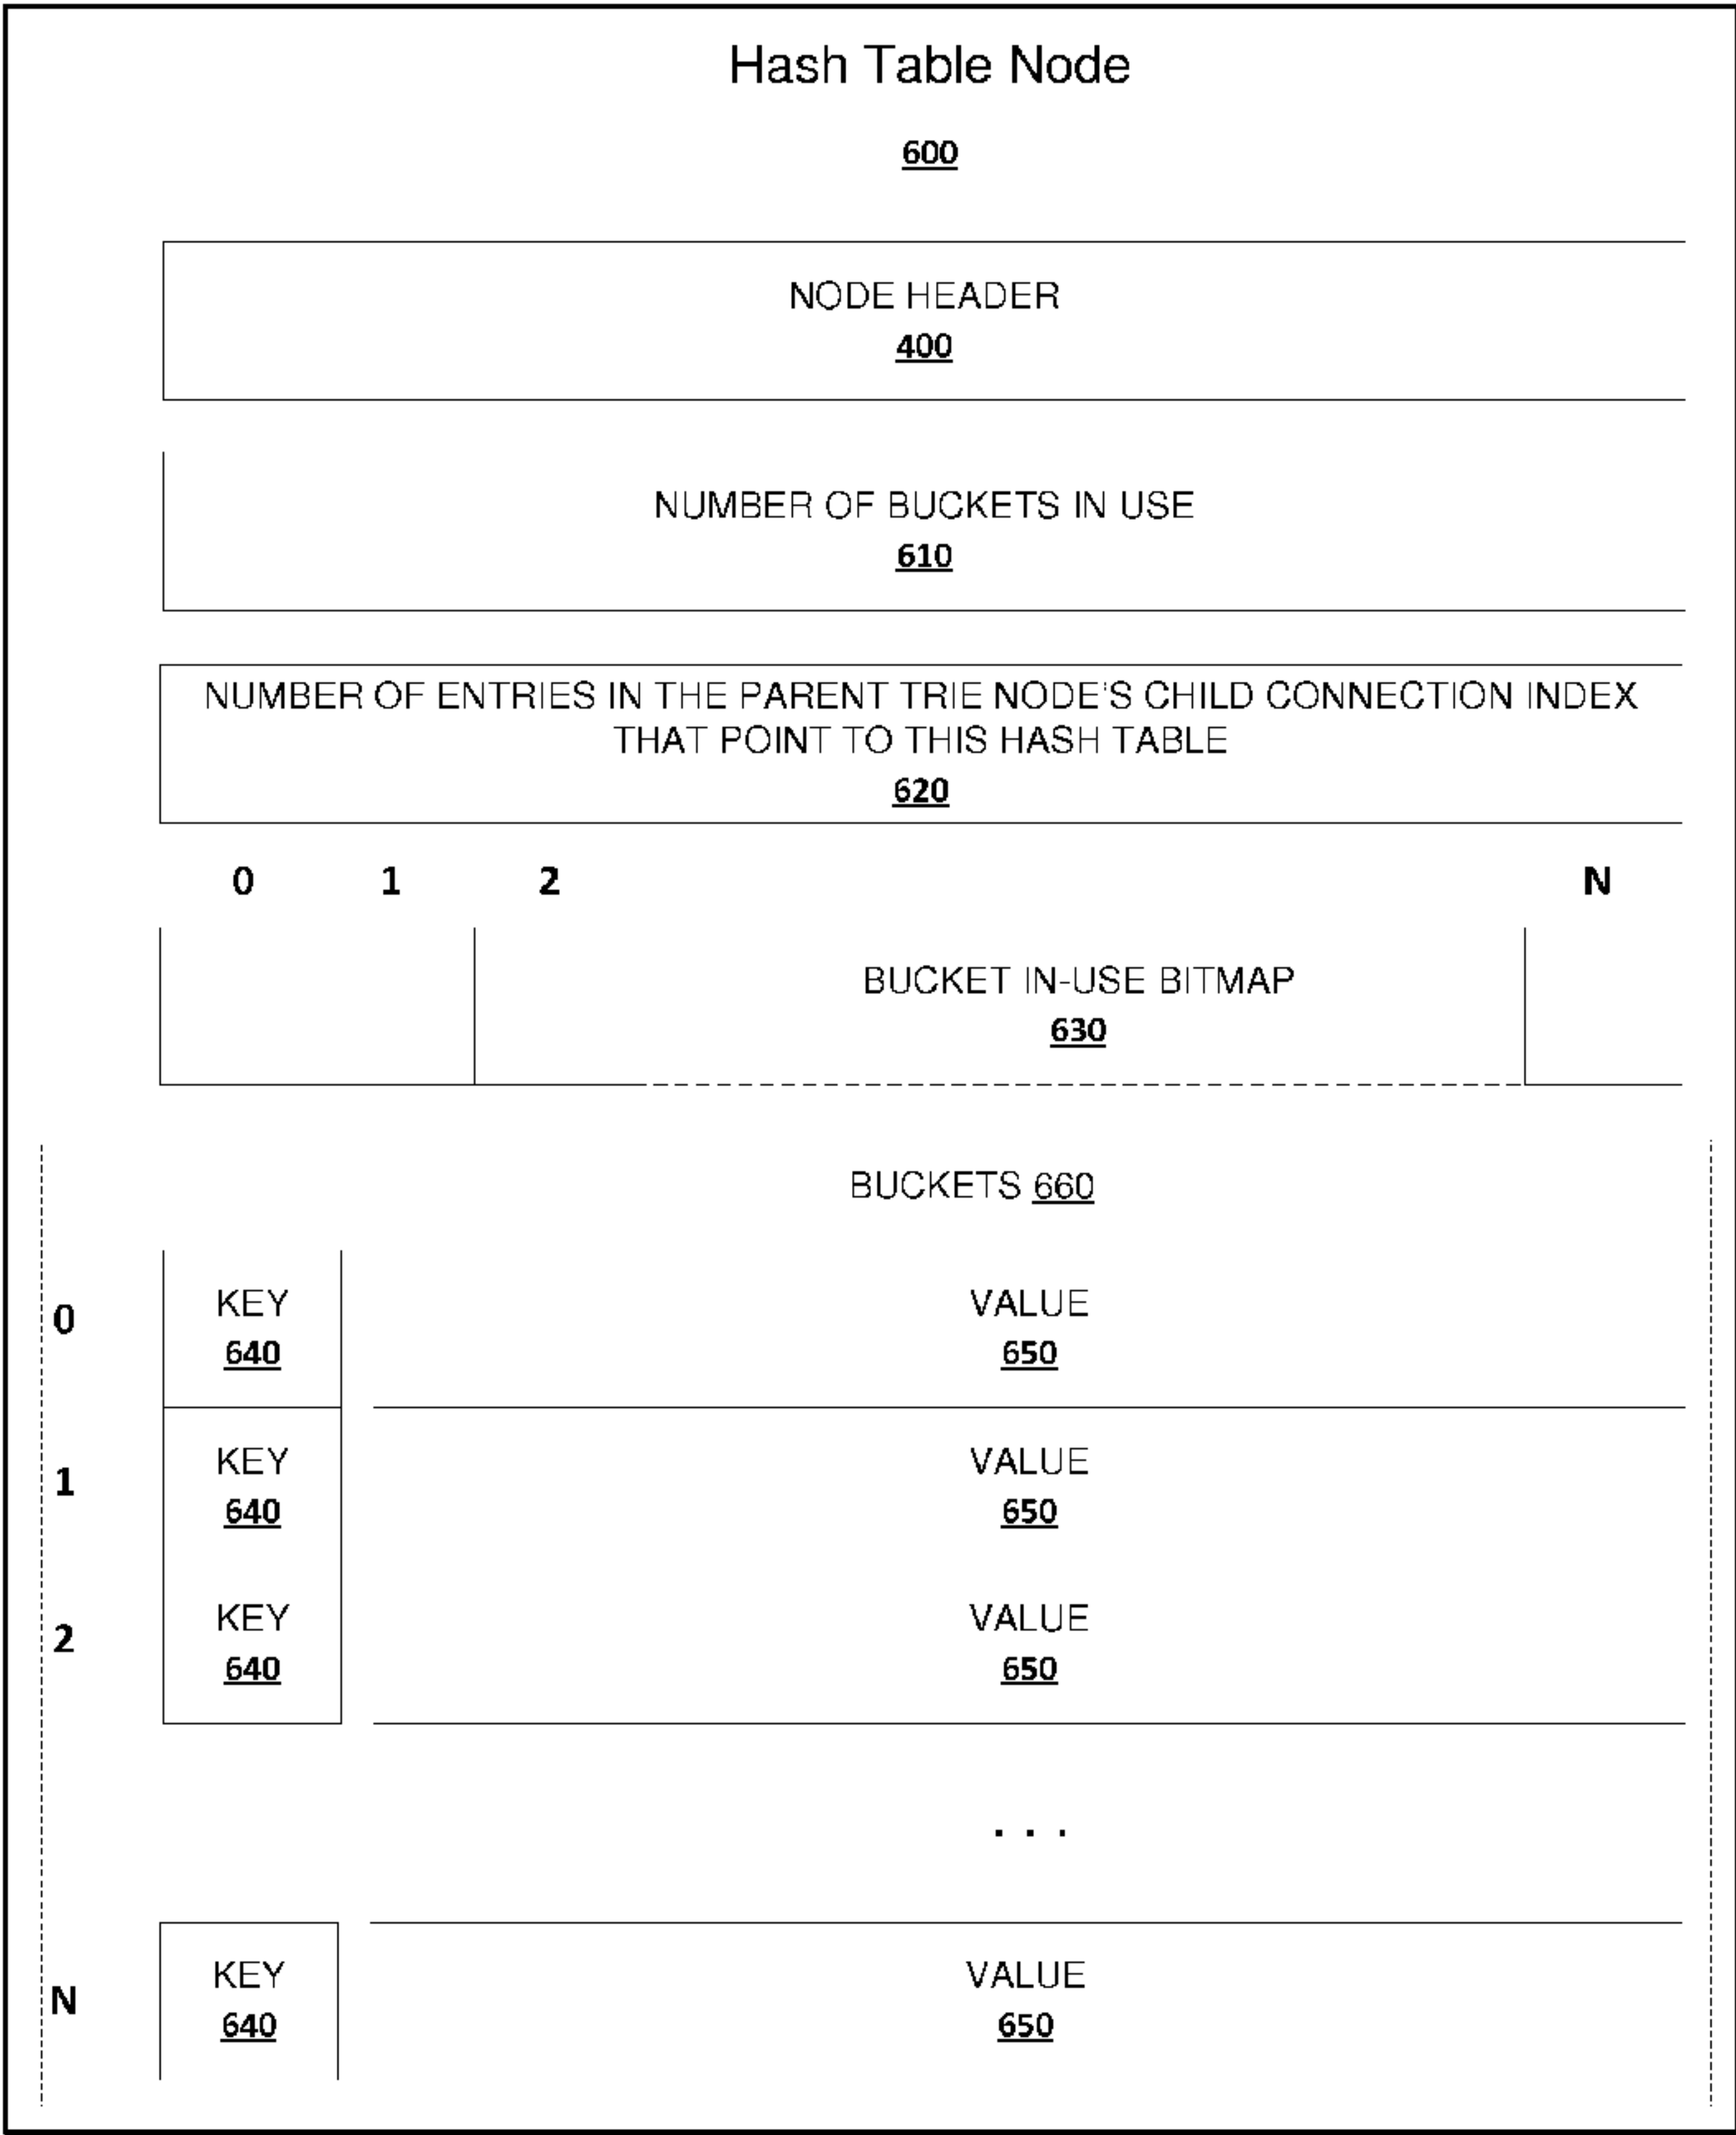 Hash Table Node
600
NODE HEADER
400
NUMBER OF BUCKETS IN USE
610
NUMBER OF ENTRIES IN THE PARENT TRIE NODE'S CHILD CONNECTION INDEX
THAT POINT TO THIS HASH TABLE
620
0 1 2 N
BUCKET IN-USE BITMAP
630
BUCKETS 660
KEY VALUE
0
640 650
KEY VALUE
1
640 650
KEY VALUE
2
640 650
. . .
KEY VALUE
N
640 650